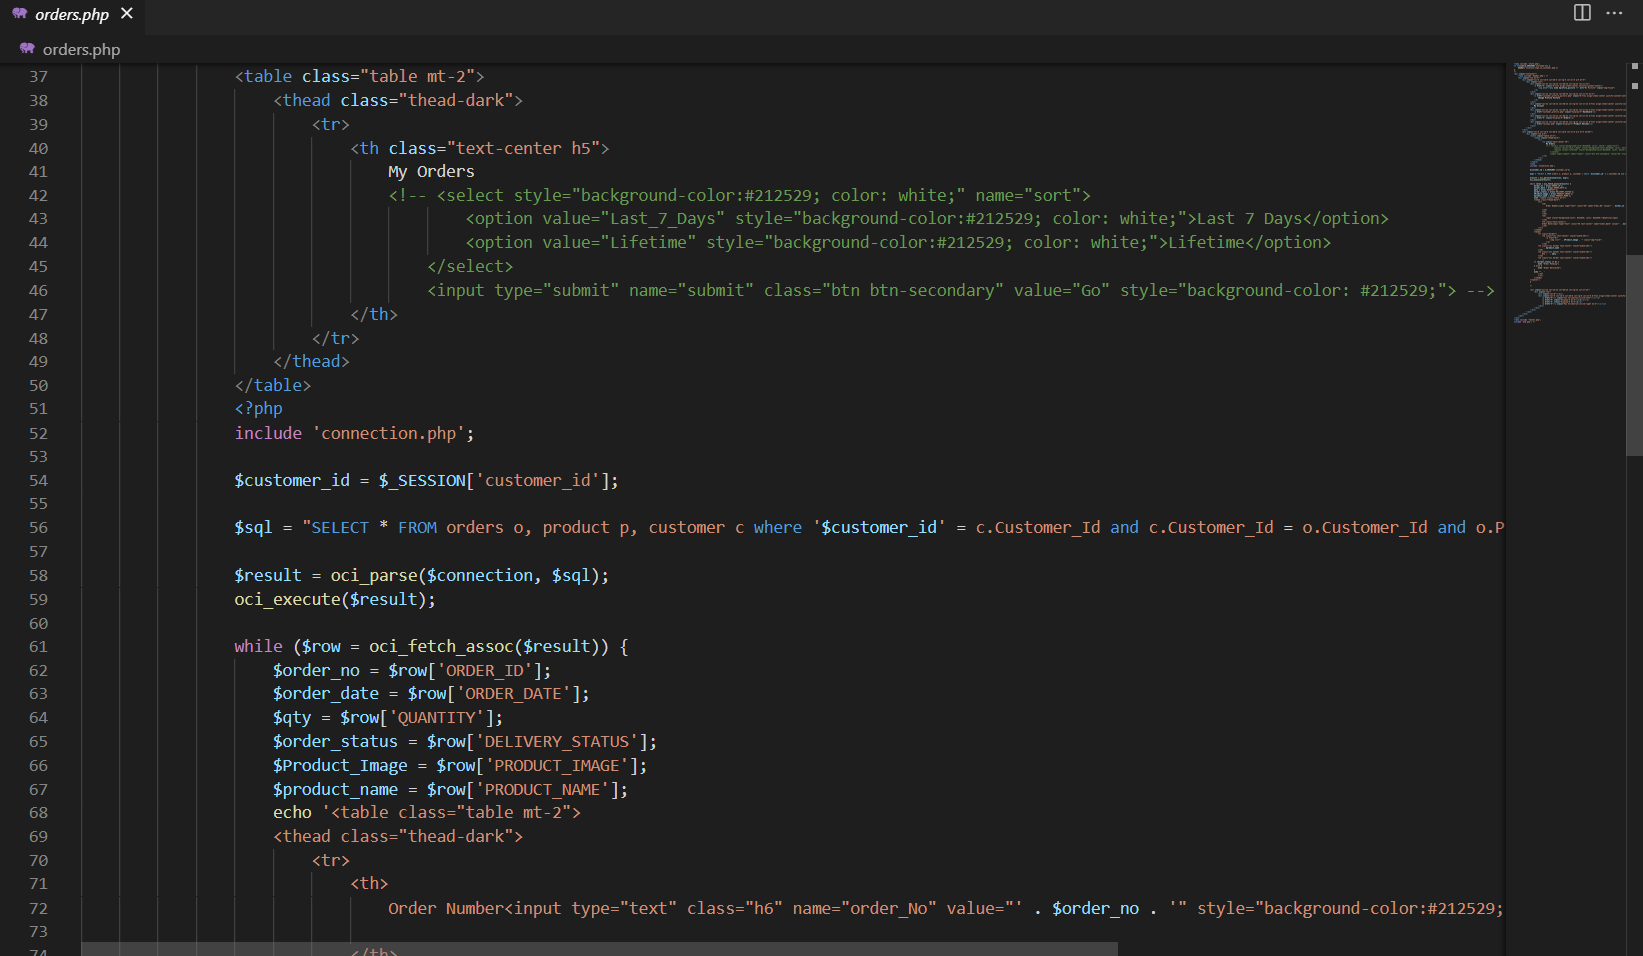 orders.php
orders.php
37 <table class="table mt-2">
38 <thead class="thead-dark">
39 <tr>
40 <th class="text-center h5">
41 My Orders
42 <!-- <select style="background-color:#212529; color: white;" name="sort">
43 <option value="Last_7_Days" style="background-color:#212529; color: white;">Last 7 Days</option>
44 <option value="Lifetime" style="background-color:#212529; color: white;">Lifetime</option>
45 </select>
46 <input type="submit" name="submit" class="btn btn-secondary" value="Go" style="background-color: #212529;"> -->
47 </th>
48 </tr>
49 </thead>
50 </table>
51 <?php
52 include 'connection.php';
53
54 $customer_id = $_SESSION['customer_id'];
55
56 $sql = "SELECT * FROM orders o, product p, customer c where '$customer_id' = c.Customer_Id and c.Customer_Id = o.Customer_Id and o.P
57
58 $result = oci_parse($connection, $sql);
59 oci_execute($result);
60
61 while ($row = oci_fetch_assoc($result)) {
62 $order_no = $row['ORDER_ID'];
63 $order_date = $row['ORDER_DATE'];
64 $qty = $row['QUANTITY'];
65 $order_status = $row['DELIVERY_STATUS'];
66 $Product_Image = $row['PRODUCT_IMAGE'];
67 $product_name = $row['PRODUCT_NAME'];
68 echo '<table class="table mt-2">
69 <thead class="thead-dark">
70 <tr>
71 <th>
72 Order Number<input type="text" class="h6" name="order_No" value="' . $order_no . '" style="background-color:#212529;
73
74 </th>